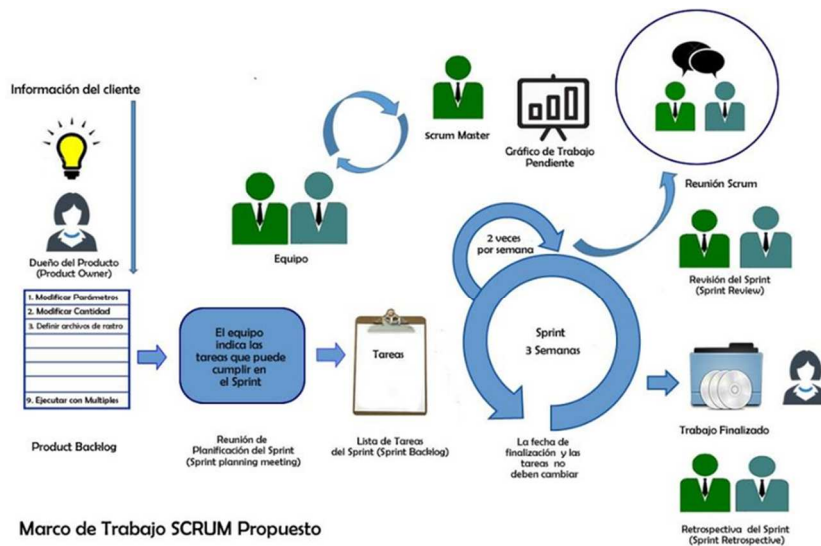 Información del cliente
Dueño del Producto
(Product Owner)
1. Modificar Parámetros
2. Modificar Cantidad
3. Definir archivos de rastro
9. Ejecutar con Multiples
Product Backlog
El equipo
indica las
tareas que puede
cumplir en
el Sprint
Reunión de
Planificación del Sprint
(Sprint planning meeting)
Equipo
Scrum Master
Gráfico de Trabajo
Pendiente
Reunión Scrum
Tareas
Lista de Tareas
del Sprint (Sprint Backlog)
2 veces
por semana
Sprint
3 Semanas
La fecha de
finalización y las
tareas no
deben cambiar
Revisión del Sprint
(Sprint Review)
Trabajo Finalizado
Retrospectiva del Sprint
(Sprint Retrospective)
Marco de Trabajo SCRUM Propuesto